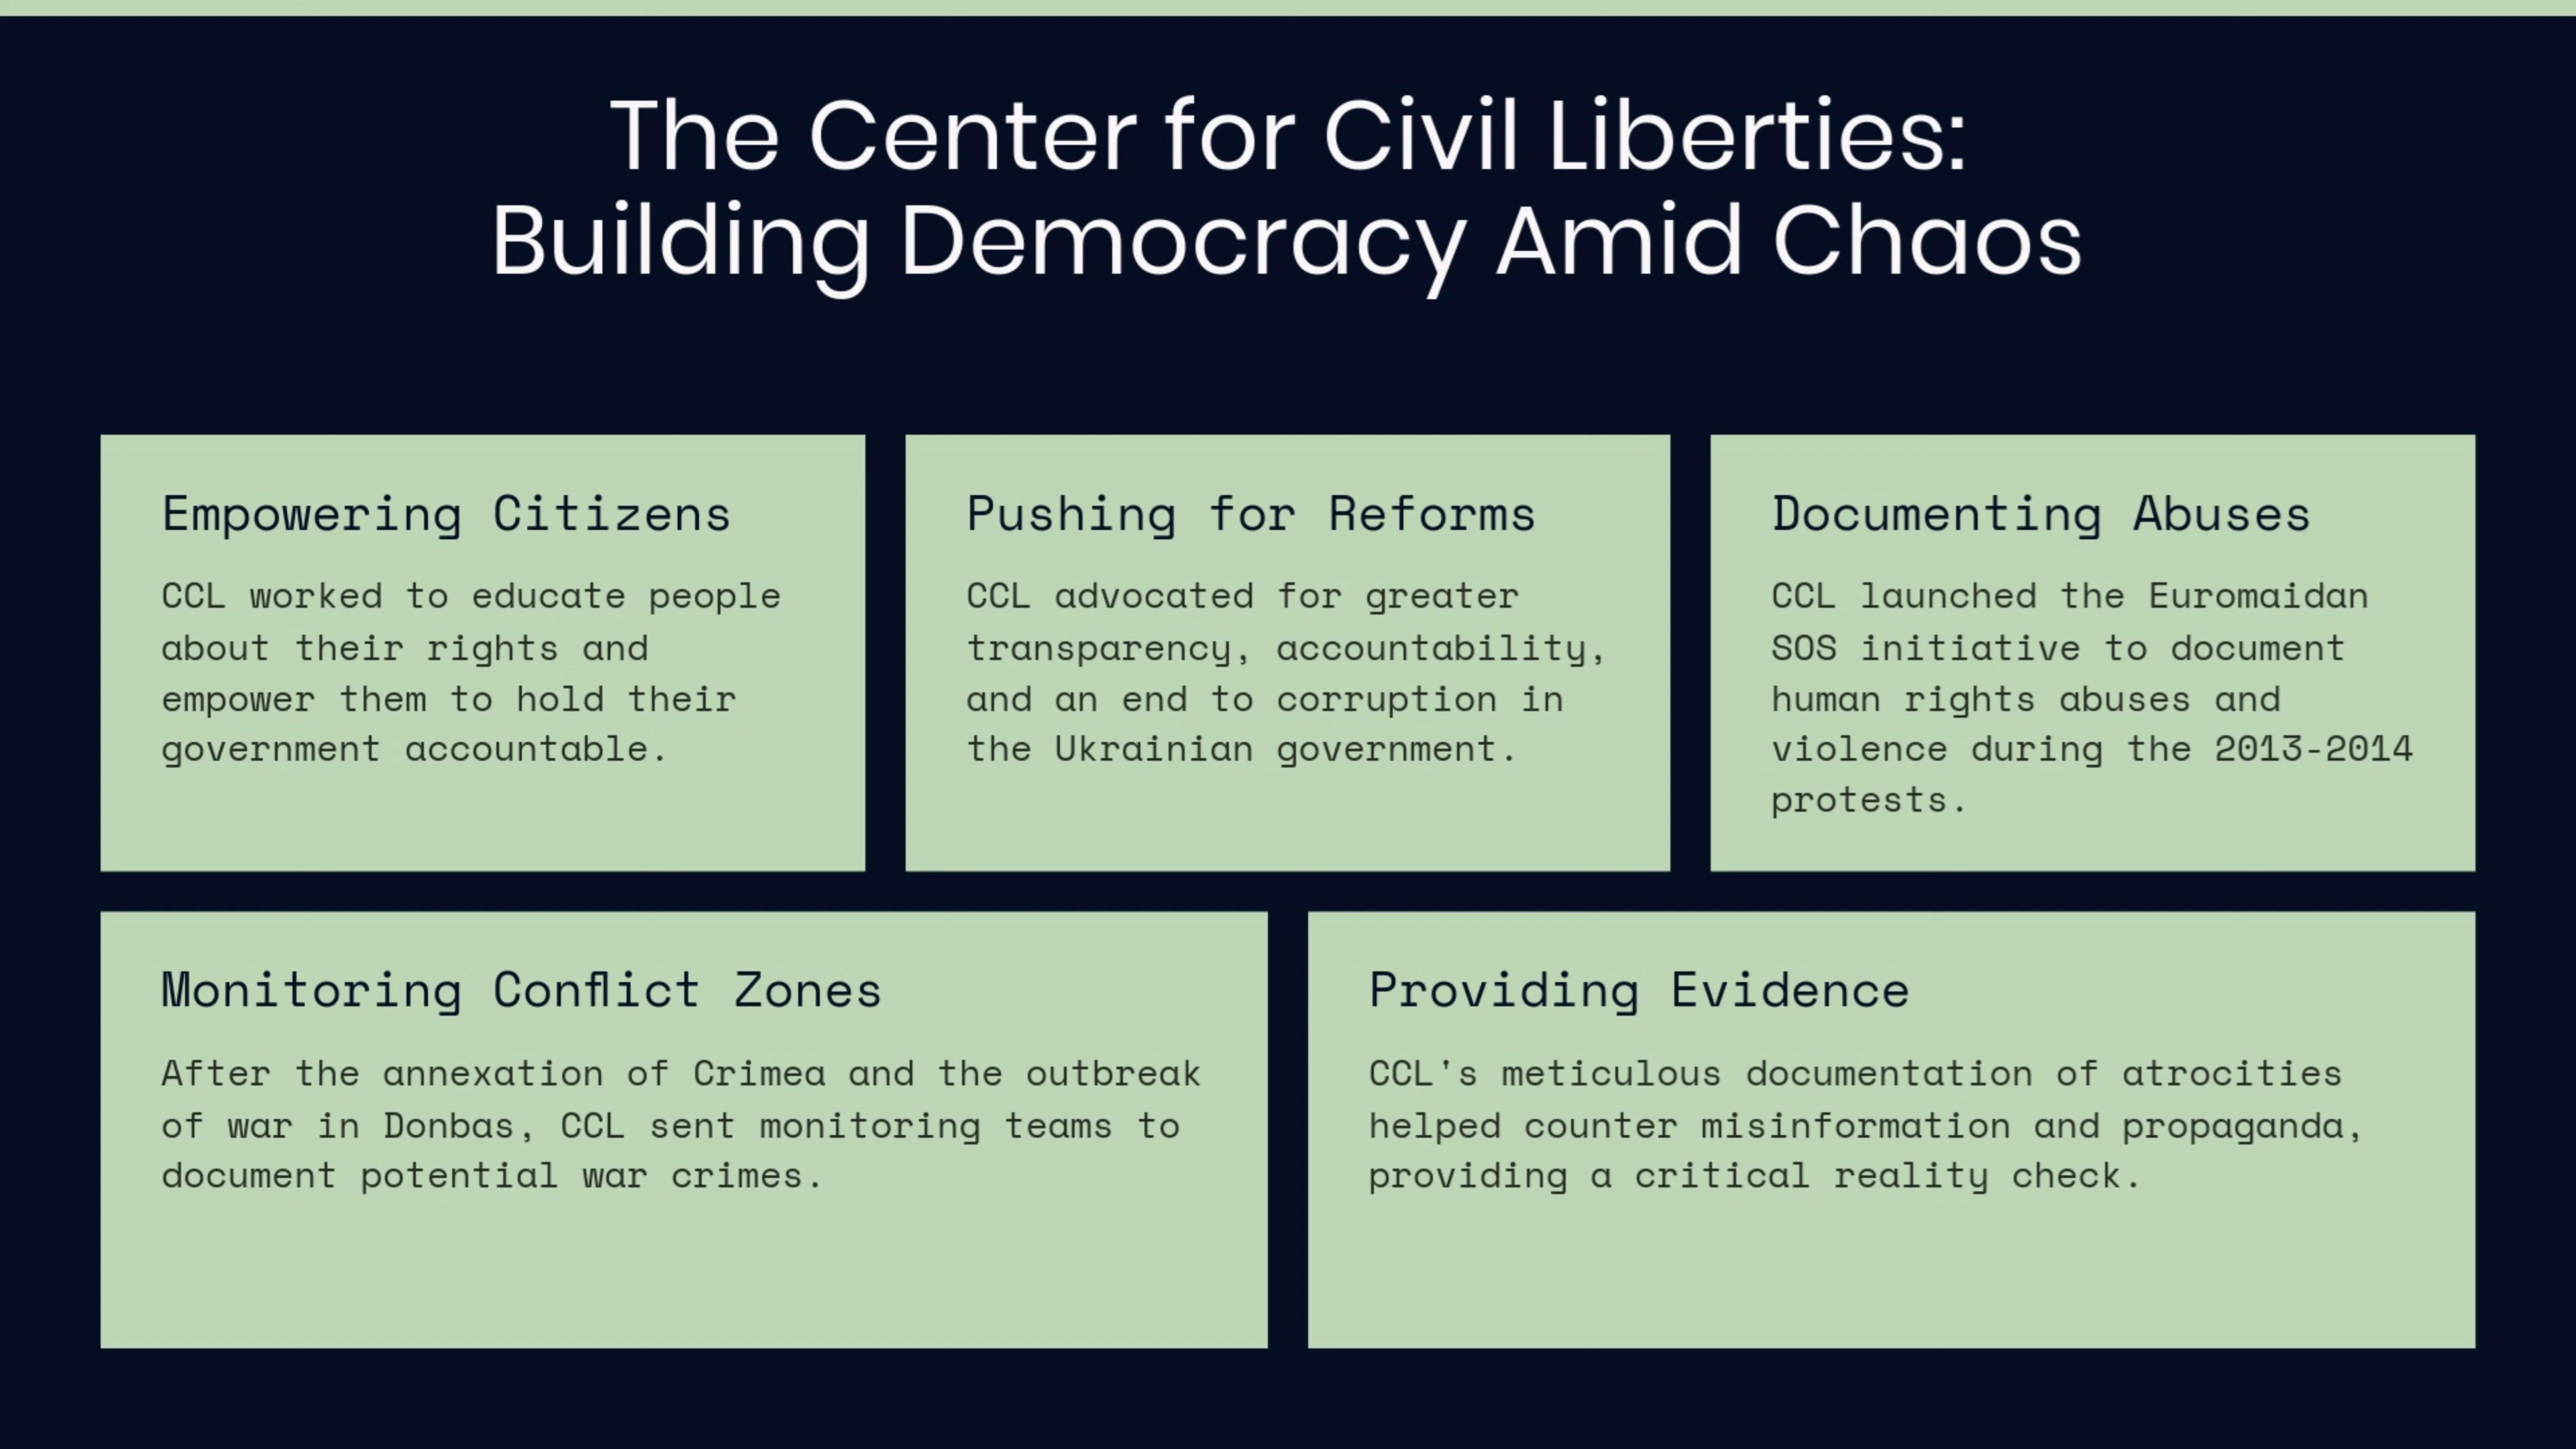 The Center for Civil Liberties:
Building Democracy Amid Chaos
Empowering Citizens
CCL worked to educate people
about their rights and
empower them to hold their
government accountable.
Pushing for Reforms
CCL advocated for greater
transparency, accountability,
and an end to corruption in
the Ukrainian government.
Documenting Abuses
CCL launched the Euromaidan
SOS initiative to document
human rights abuses and
violence during the 2013-2014
protests.
Monitoring Conflict Zones
After the annexation of Crimea and the outbreak
of war in Donbas, CCL sent monitoring teams to
document potential war crimes.
Providing Evidence
CCL's meticulous documentation of atrocities
helped counter misinformation and propaganda,
providing a critical reality check.